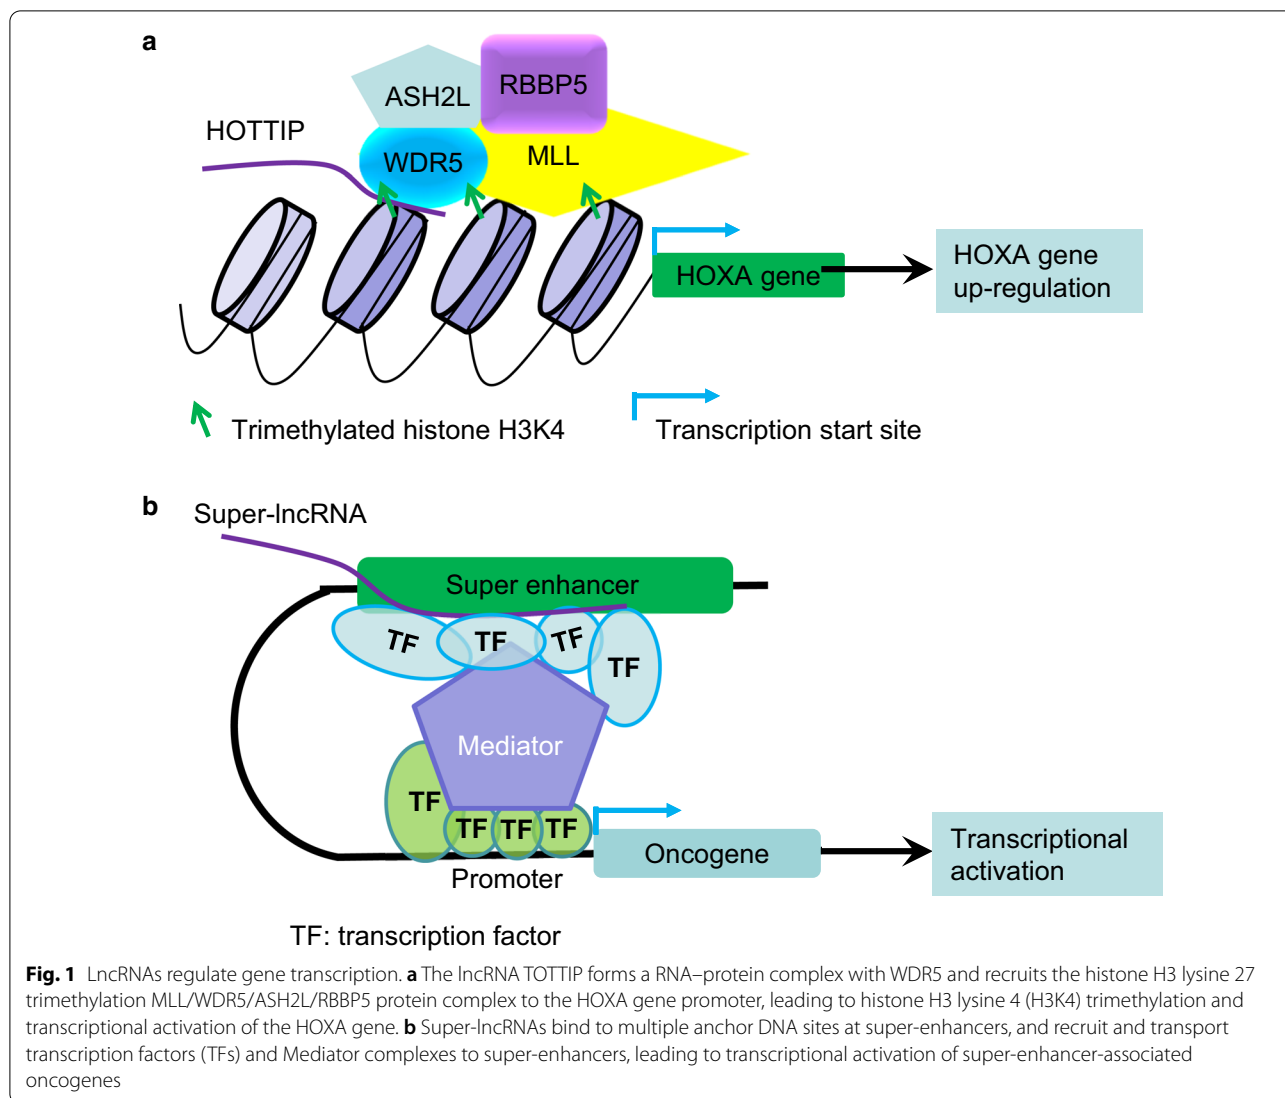 a
ASH2L
RBBP5
HOTTIP
WDR5
MLL
HOXA gene
HOXA gene
up-regulation
Trimethylated histone H3K4
Transcription start site
b
Super-lncRNA
Super enhancer
TF
TF
TF
TF
Mediator
TF
TF
TF
TF
Oncogene
Transcriptional
activation
Promoter
TF: transcription factor
Fig. 1 LncRNAs regulate gene transcription. a The lncRNA TOTTIP forms a RNA–protein complex with WDR5 and recruits the histone H3 lysine 27
trimethylation MLL/WDR5/ASH2L/RBBP5 protein complex to the HOXA gene promoter, leading to histone H3 lysine 4 (H3K4) trimethylation and
transcriptional activation of the HOXA gene. b Super-lncRNAs bind to multiple anchor DNA sites at super-enhancers, and recruit and transport
transcription factors (TFs) and Mediator complexes to super-enhancers, leading to transcriptional activation of super-enhancer-associated
oncogenes